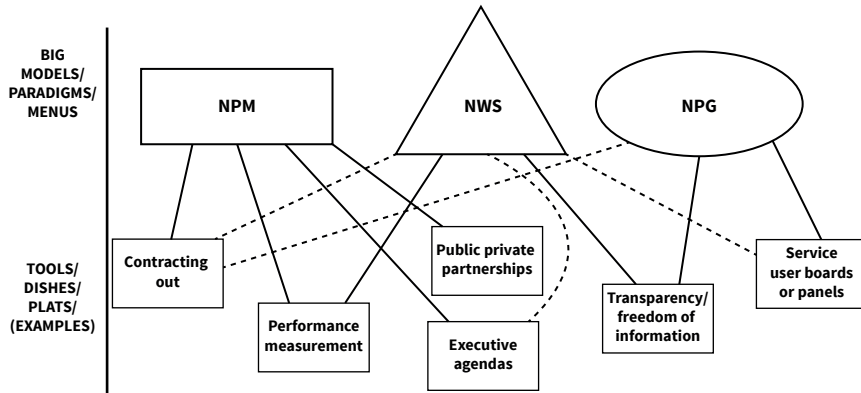 BIG
MODELS/
PARADIGMS/
MENUS
NPM
NWS
NPG
TOOLS/
DISHES/
PLATS/
(EXAMPLES)
Contracting
out
Performance
measurement
Public private
partnerships
Executive
agendas
Transparency/
freedom of
information
Service
user boards
or panels